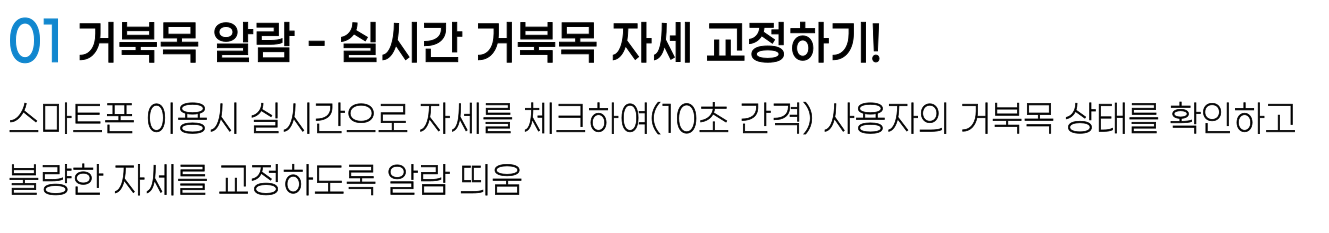 01 거북목 알람 - 실시간 거북목 자세 교정하기!
스마트폰 이용시 실시간으로 자세를 체크하여(10초 간격) 사용자의 거북목 상태를 확인하고
불량한 자세를 교정하도록 알람 띄움